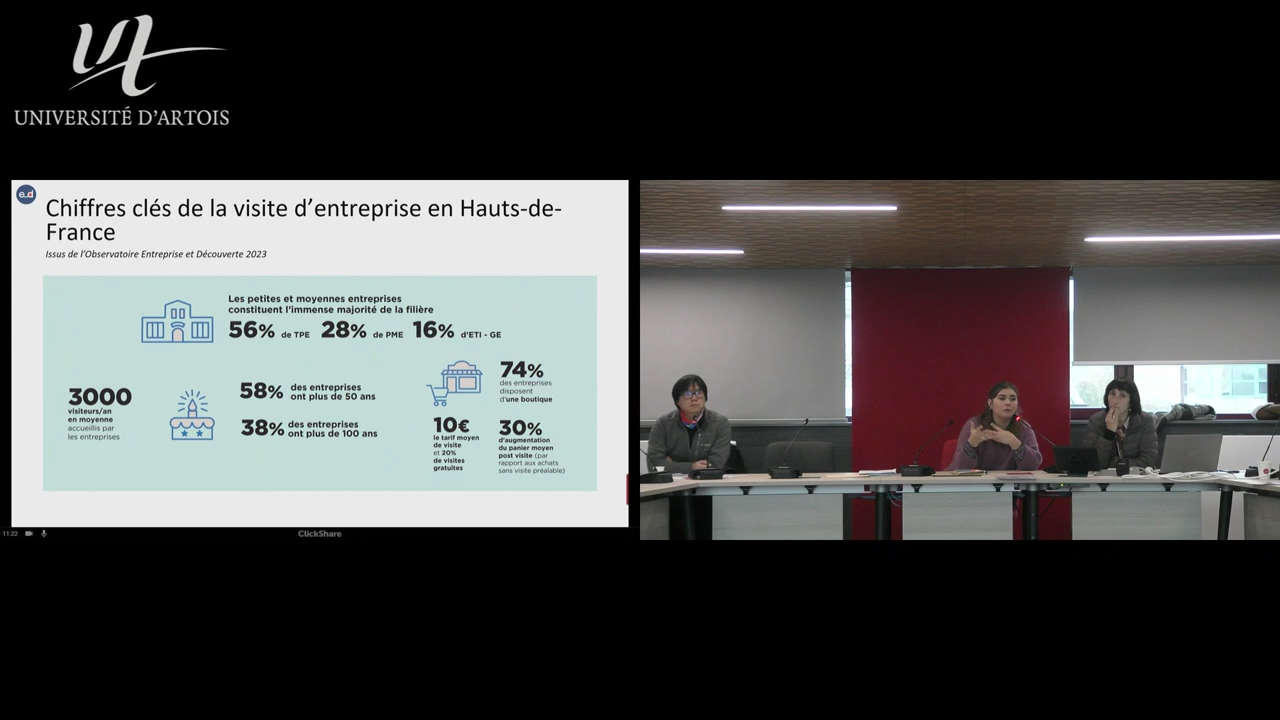 UNIVERSITÉ D'ARTOIS
Chiffres clés de la visite d'entreprise en Hauts-de-
France
Issus de l'Observatoire Entreprise et Découverte 2023
Les petites et moyennes entreprises
constituent l'immense majorité de la filière
56% de TPE 28% de PME 16% d'ETI - GE
3000
visiteurs/an
en moyenne
accueillis par
les entreprises
58% des entreprises
ont plus de 50 ans
38% des entreprises
ont plus de 100 ans
74%
des entreprises
disposent
d'une boutique
10€
le tarif moyen
de visite
et 20%
de visites
gratuites
30%
d'augmentation
du panier moyen
post visite (par
rapport aux achats
sans visite préalable)
11:22
ClickShare